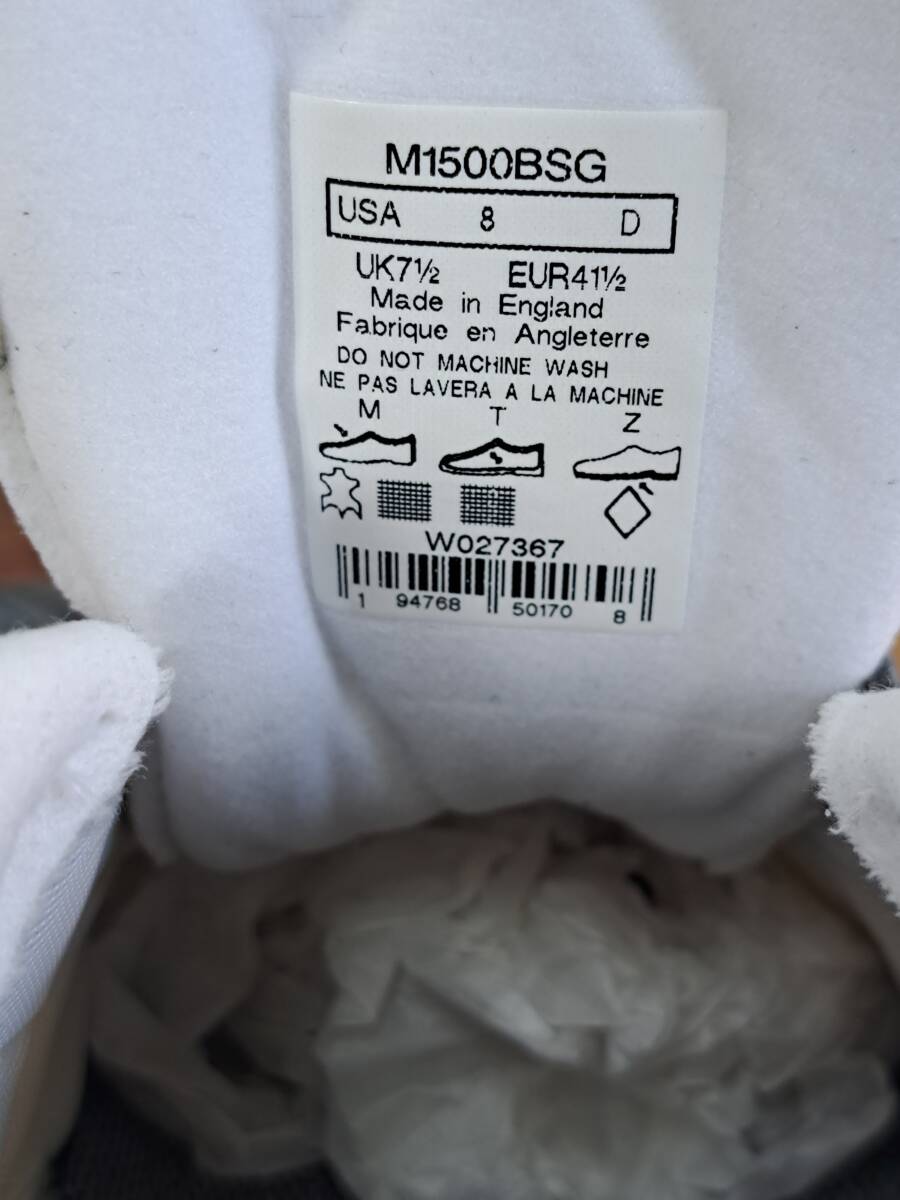 M1500BSG
USA 8 D
UK7½ EUR41½
Made in England
Fabrique en Angleterre
DO NOT MACHINE WASH
NE PAS LAVERA A LA MACHINE
M T Z
W027367
1 94768 50170 8